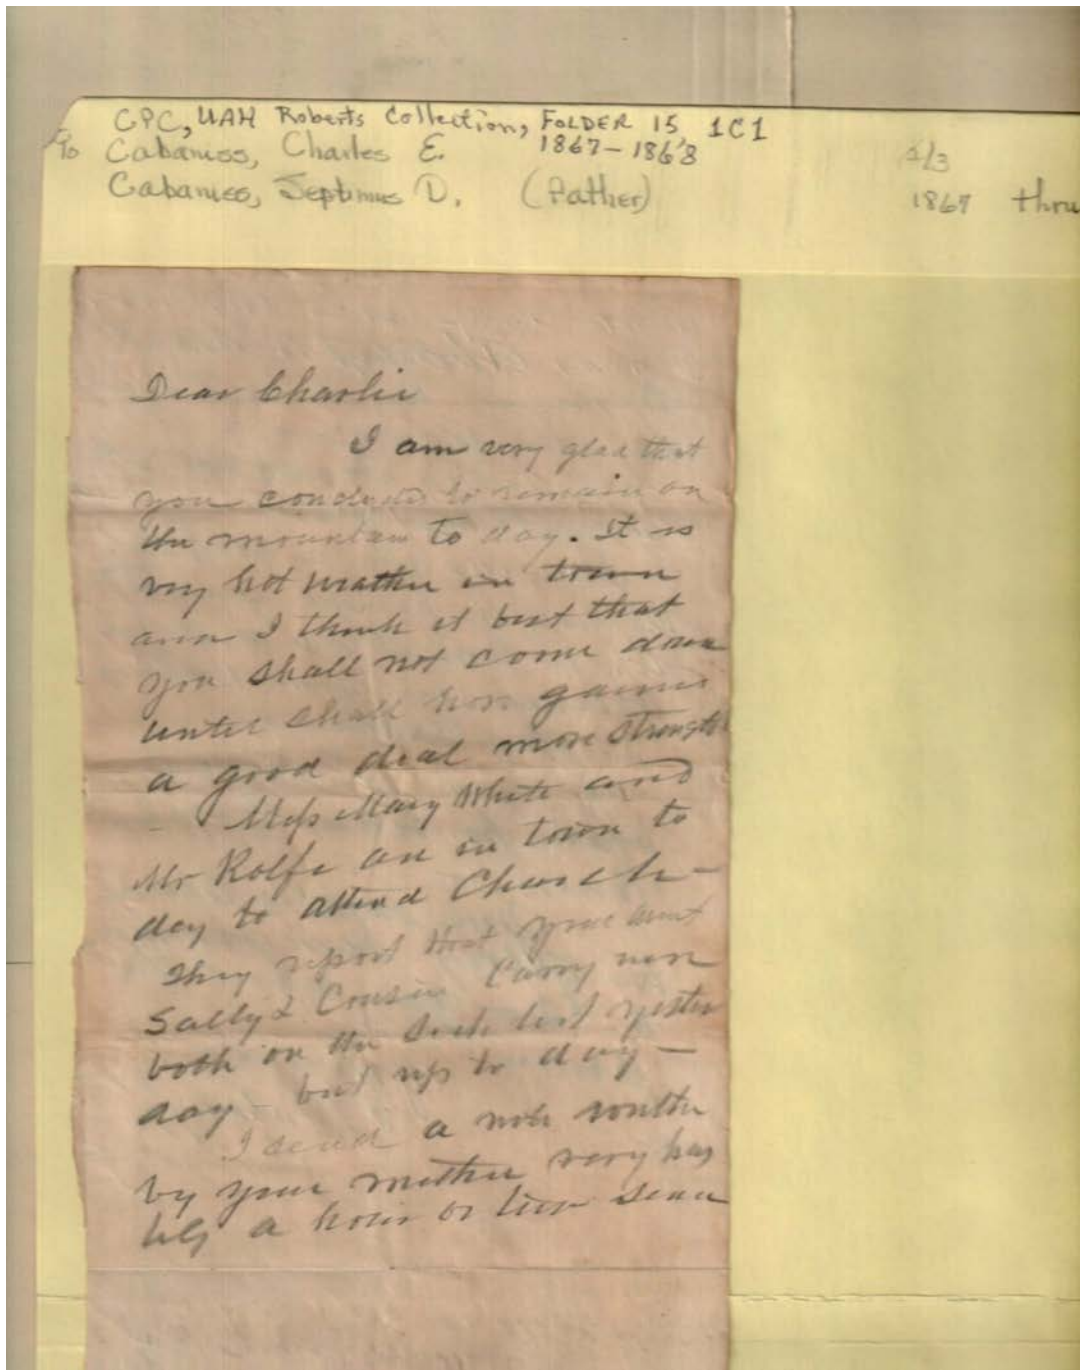 CPC, UAH Roberts Collection, FOLDER 15, 1C1
To Cabaniss, Charles E. 1867-1868
Cabaniss, Septimus D. (Father)
1867 thru
Dear Charlie
I am very glad that
you concluded to remain on
the mountain to day. It is
very hot weather in town
and I think it best that
you shall not come down
until shall have gained
a good deal more strength
Miss Mary White and
Mr Rolfe are in town to
day to attend Church -
They report that your aunt
Sally & Cousin were
both on the sick list yester
day - but up to day -
I send a note written
by your mother very has
tily a hour or two since